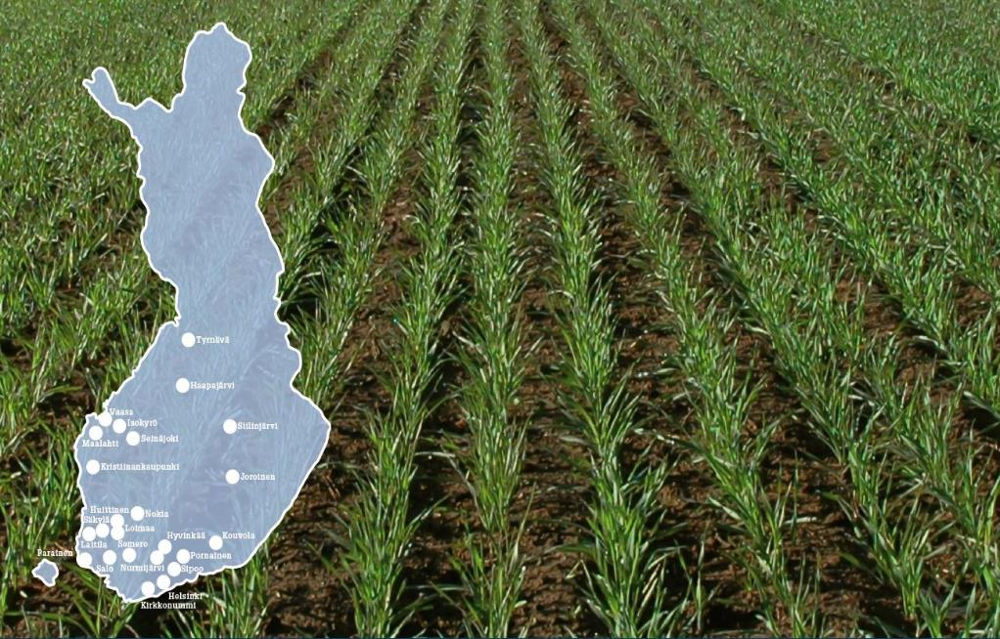 Tyrnävä
Haapajärvi
Vaasa
Isokyrö
Siilinjärvi
Maalahti
Seinäjoki
Kristiinankaupunki
Joroinen
Huittinen
Nokia
Säkylä
Loimaa
Laitila
Somero
Hyvinkää
Kouvola
Parainen
Salo
Nurmijärvi
Pornainen
Sipoo
Helsinki
Kirkkonummi